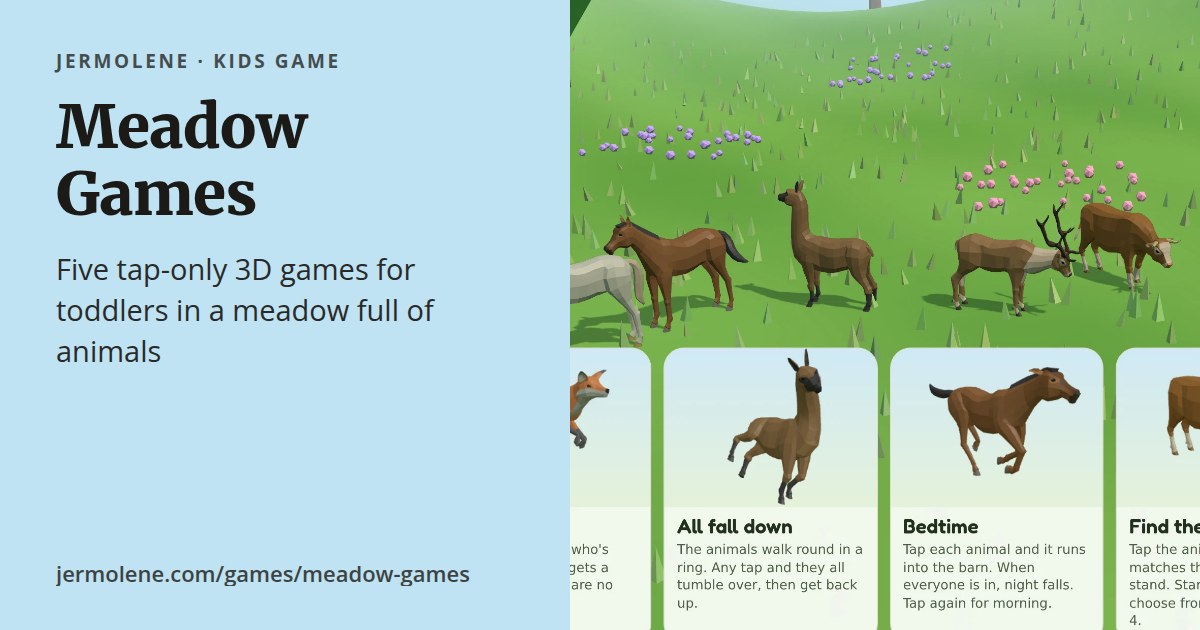 JERMOLENE · KIDS GAME
Meadow
Games
Five tap-only 3D games for
toddlers in a meadow full of
animals
jermolene.com/games/meadow-games
who's
gets a
are no
All fall down
The animals walk round in a
ring. Any tap and they all
tumble over, then get back
up.
Bedtime
Tap each animal and it runs
into the barn. When
everyone is in, night falls.
Tap again for morning.
Find the
Tap the ani
matches th
stand. Star
choose from
4.